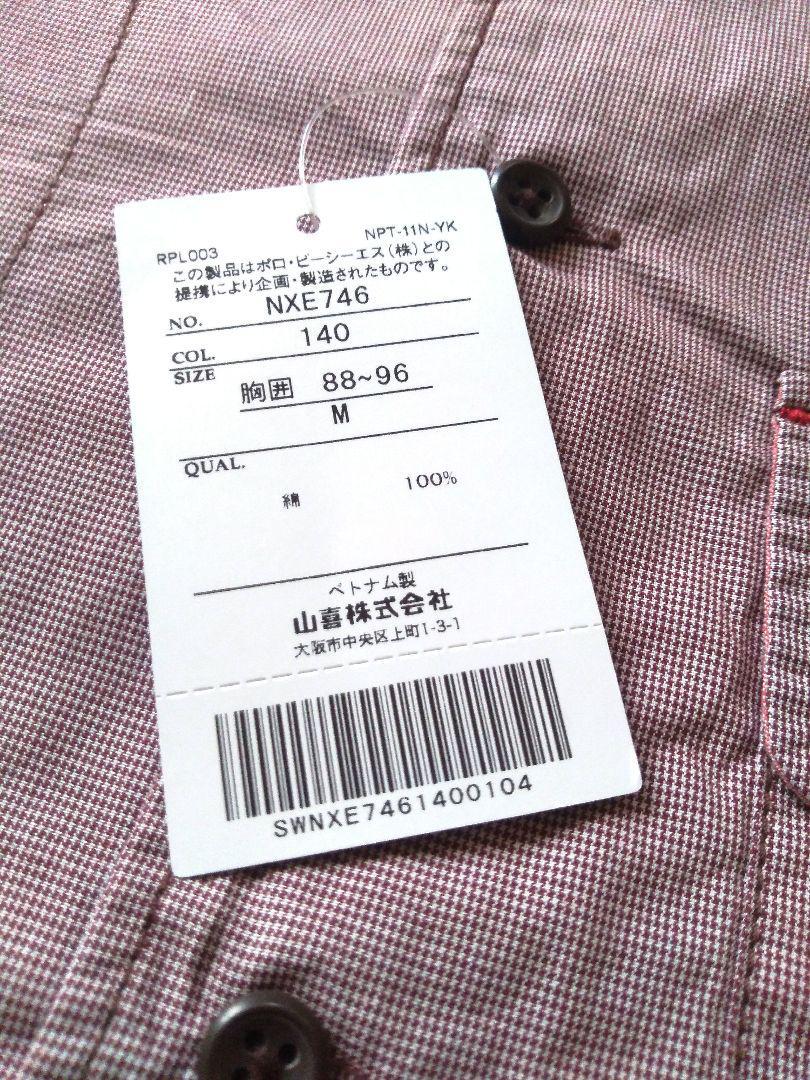 RPL003 NPT-11N-YK
この製品はポロ・ビーシーエス(株)との
提携により企画・製造されたものです。
NO. NXE746
COL. 140
SIZE 胸囲 88~96
M
QUAL.
綿 100%
ベトナム製
山喜株式会社
大阪市中央区上町1-3-1
SWNXE7461400104